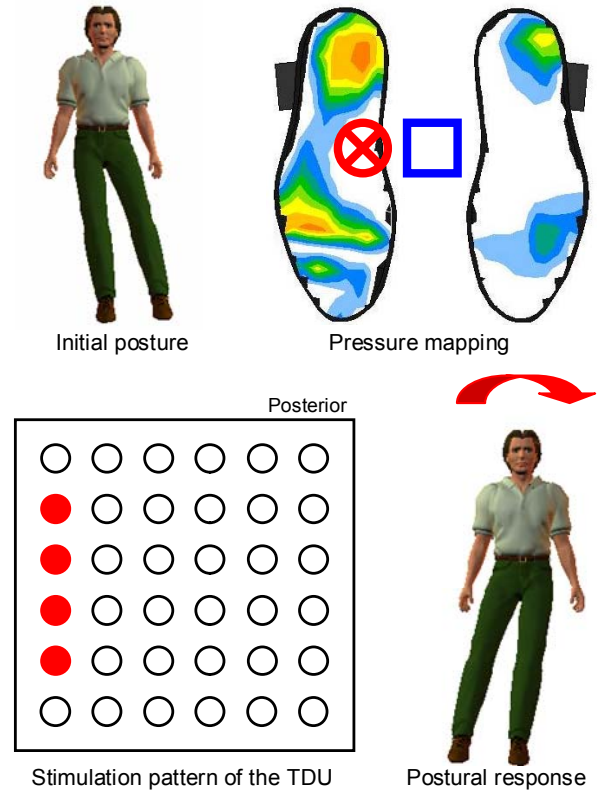 Initial posture
Pressure mapping
Posterior
Stimulation pattern of the TDU
Postural response